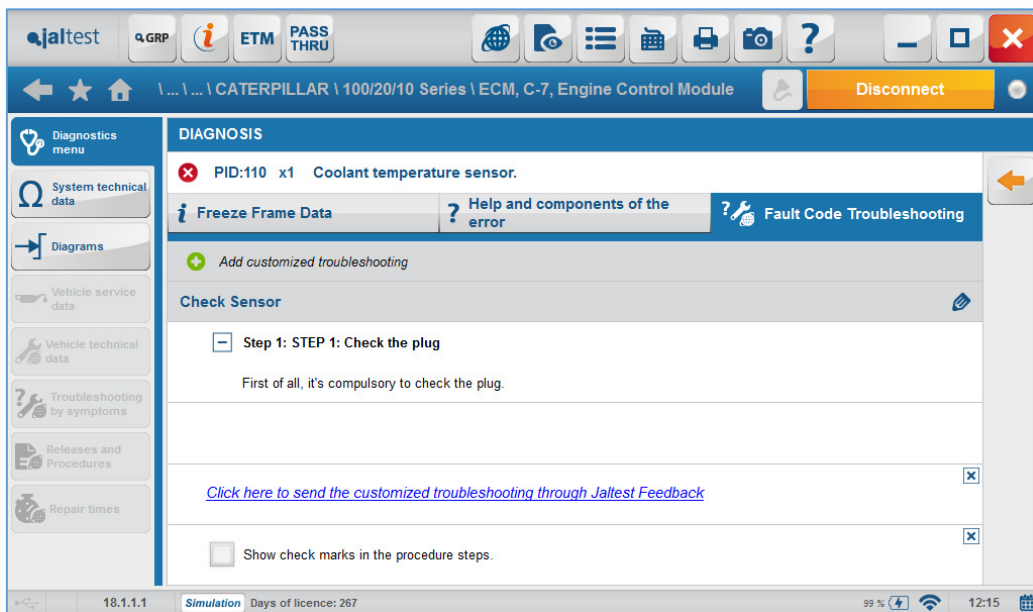 jaltest
GRP
i
ETM
PASS
THRU
?
\ ... \ ... \ CATERPILLAR \ 100/20/10 Series \ ECM, C-7, Engine Control Module
Disconnect
Diagnostics
menu
System technical
data
Diagrams
Vehicle service
data
Vehicle technical
data
Troubleshooting
by symptoms
Releases and
Procedures
Repair times
DIAGNOSIS
PID:110 x1 Coolant temperature sensor.
i Freeze Frame Data
? Help and components of the
error
? Fault Code Troubleshooting
Add customized troubleshooting
Check Sensor
Step 1: STEP 1: Check the plug
First of all, it's compulsory to check the plug.
Click here to send the customized troubleshooting through Jaltest Feedback
Show check marks in the procedure steps.
18.1.1.1
Simulation Days of licence: 267
99 %
12:15